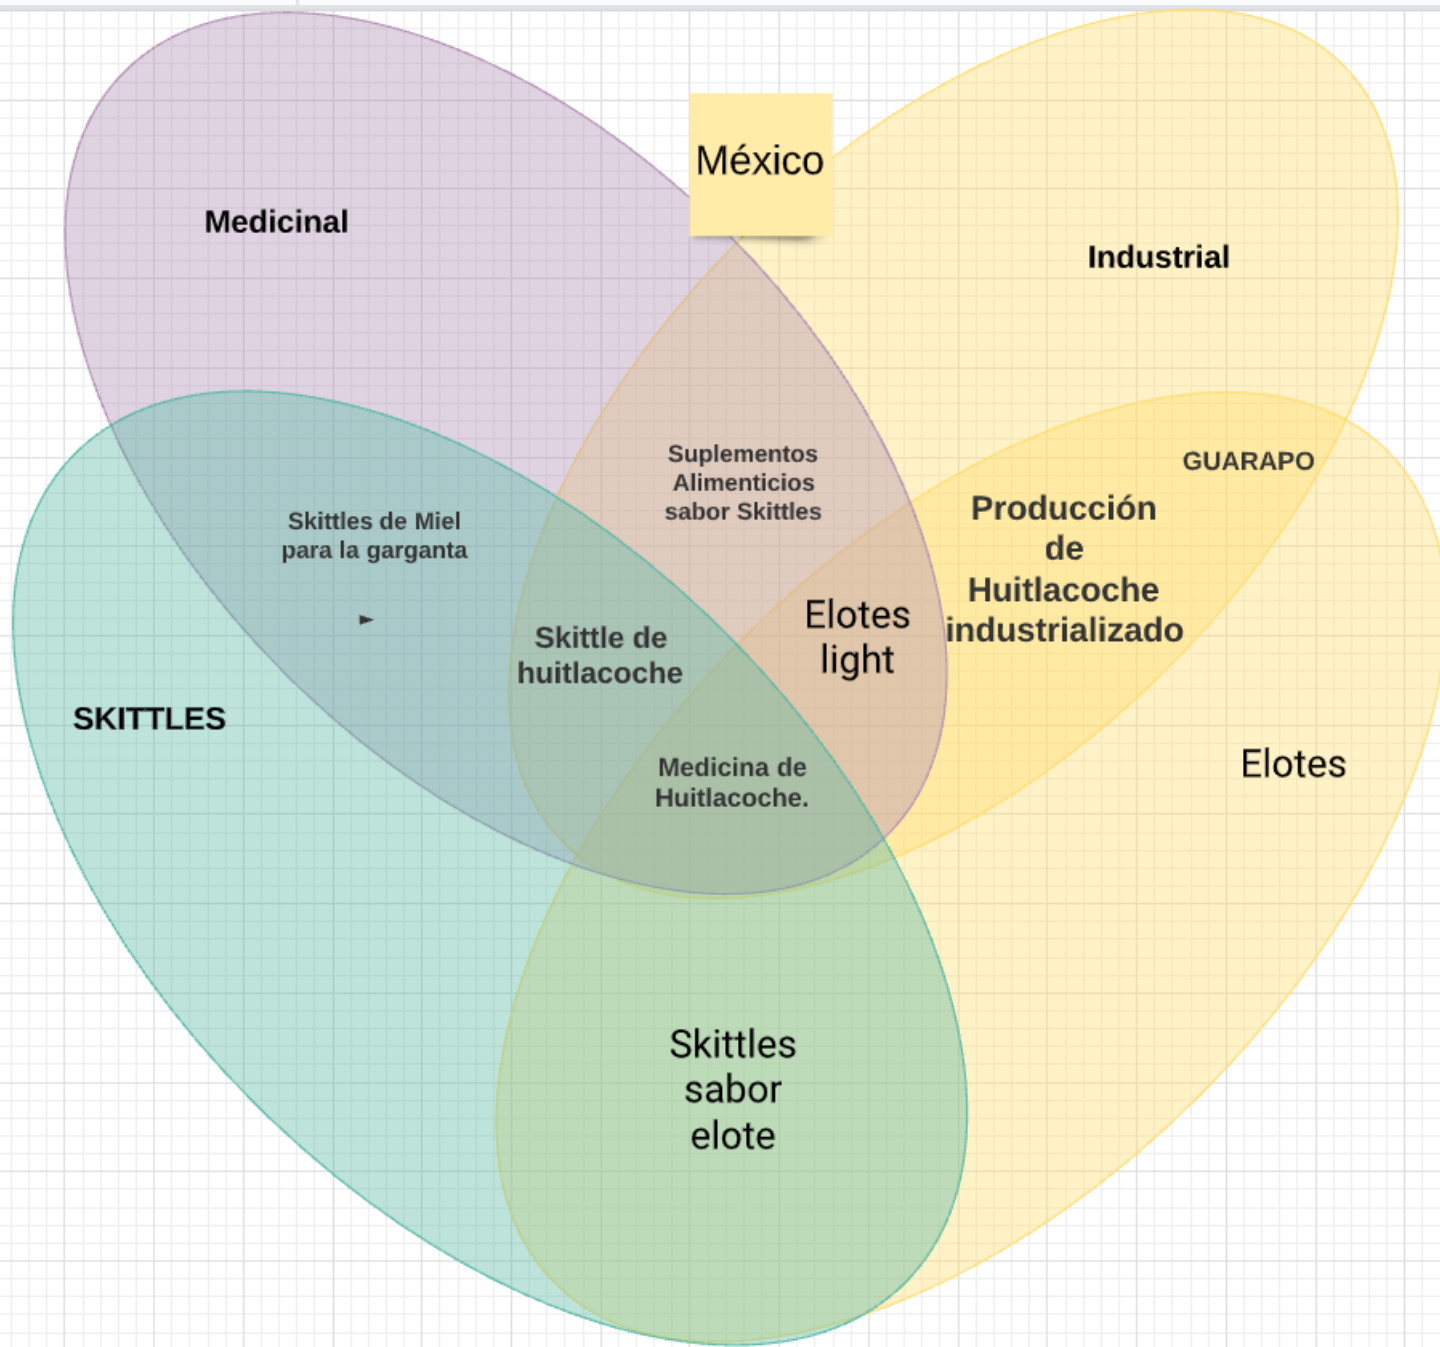 México
Medicinal
Industrial
Suplementos
Alimenticios
sabor Skittles
GUARAPO
Producción
de
Huitlacoche
industrializado
Skittles de Miel
para la garganta
Elotes
light
Skittle de
huitlacoche
SKITTLES
Medicina de
Huitlacoche.
Elotes
Skittles
sabor
elote